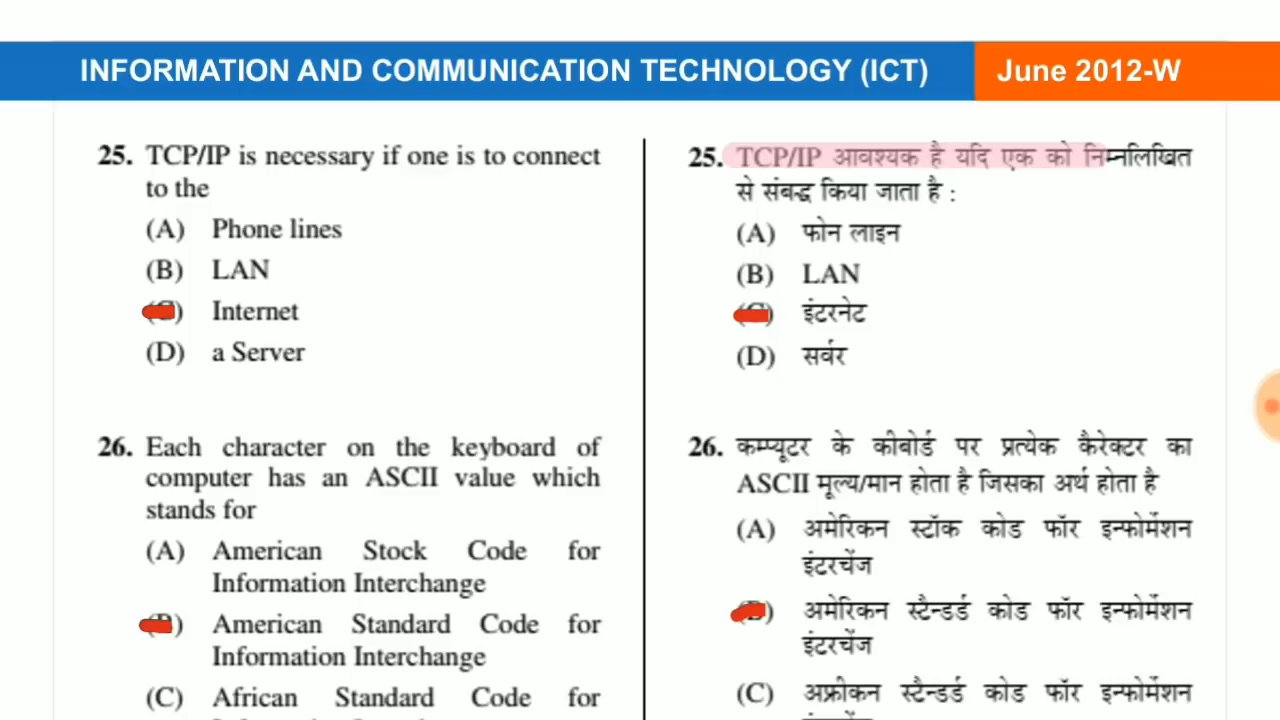 INFORMATION AND COMMUNICATION TECHNOLOGY (ICT)
June 2012-W
25. TCP/IP is necessary if one is to connect
to the
(A) Phone lines
(B) LAN
Internet
(D) a Server
26. Each character on the keyboard of
computer has an ASCII value which
stands for
(A) American Stock Code for
Information Interchange
American Standard Code for
Information Interchange
(C) African Standard Code for
25. TCP/IP आवश्यक है यदि एक को निम्नलिखित
से संबद्ध किया जाता है :
(A) फोन लाइन
(B) LAN
इंटरनेट
(D) सर्वर
26. कम्प्यूटर के कीबोर्ड पर प्रत्येक कैरेक्टर का
ASCII मूल्य/मान होता है जिसका अर्थ होता है
(A) अमेरिकन स्टॉक कोड फॉर इन्फोर्मेशन
इंटरचेंज
अमेरिकन स्टैन्डर्ड कोड फॉर इन्फोर्मेशन
इंटरचेंज
(C) अफ्रीकन स्टैन्डर्ड कोड फॉर इन्फोर्मेशन